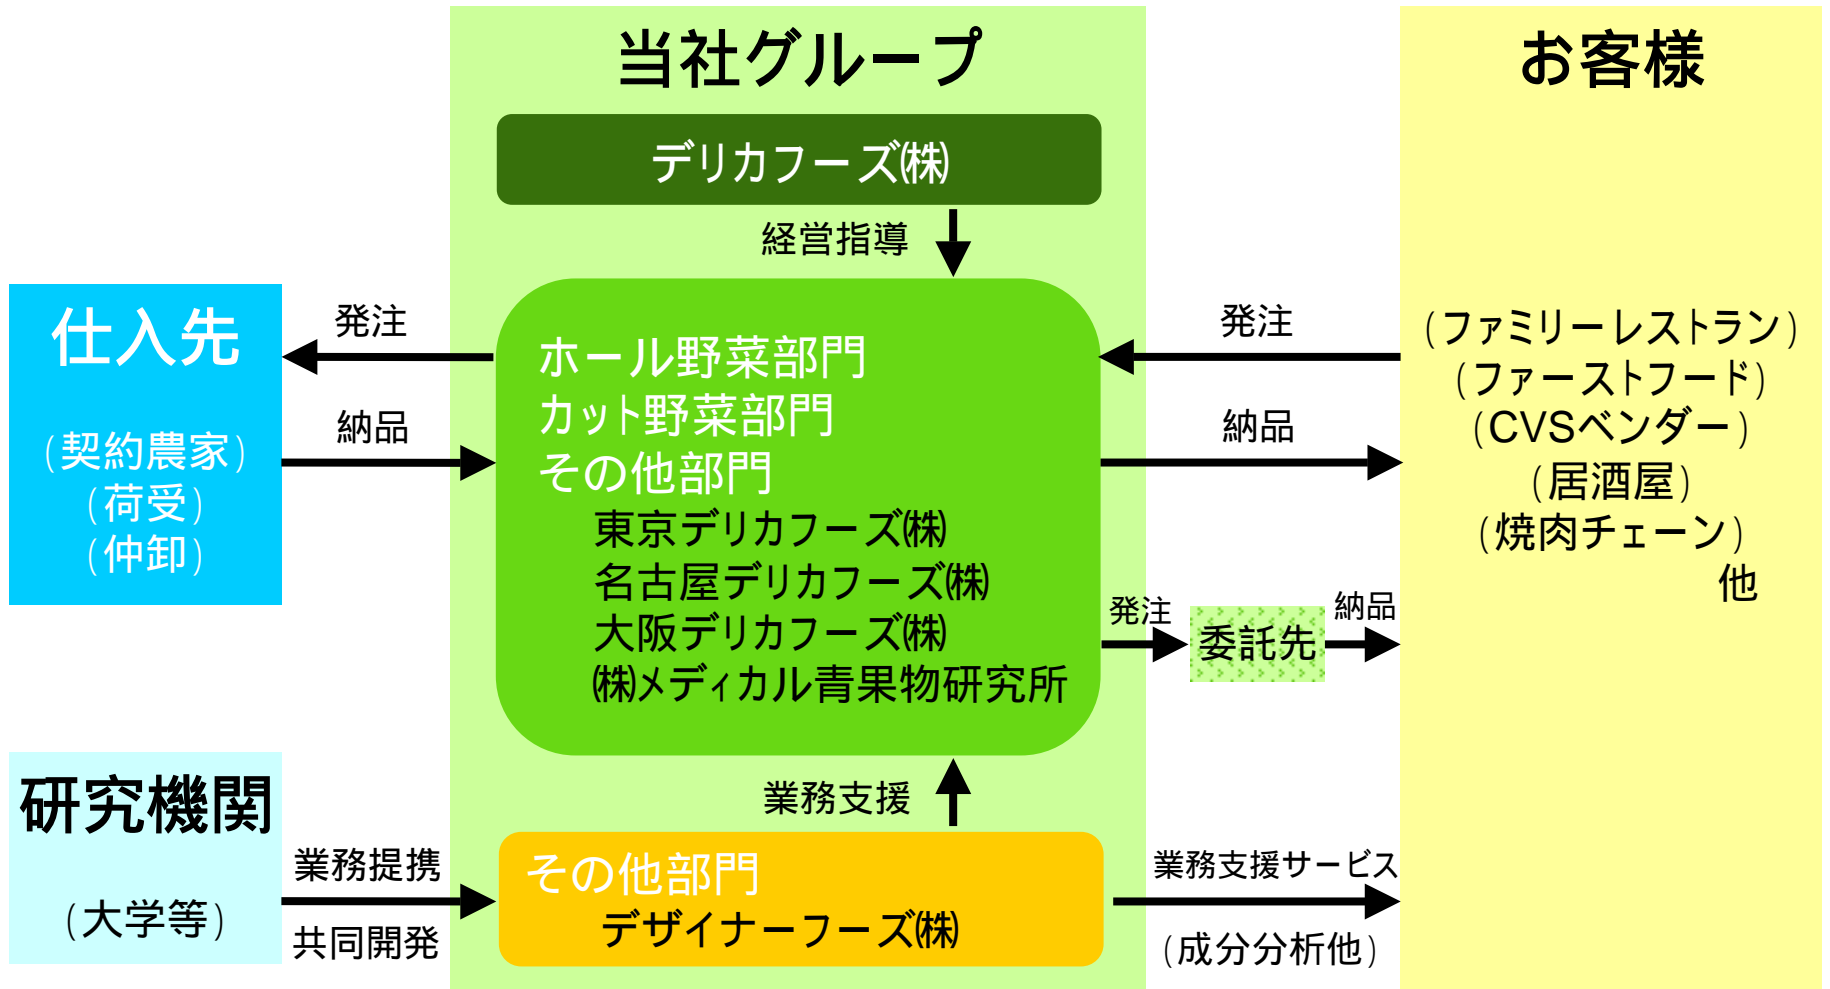 当社グループ
お客様
デリカフーズ㈱
経営指導
仕入先
(契約農家)
(荷受)
(仲卸)
発注
納品
ホール野菜部門
カット野菜部門
その他部門
東京デリカフーズ㈱
名古屋デリカフーズ㈱
大阪デリカフーズ㈱
㈱メディカル青果物研究所
発注
納品
(ファミリーレストラン)
(ファーストフード)
(CVSベンダー)
(居酒屋)
(焼肉チェーン)
他
発注
委託先
納品
研究機関
(大学等)
業務提携
共同開発
業務支援
その他部門
デザイナーフーズ㈱
業務支援サービス
(成分分析他)